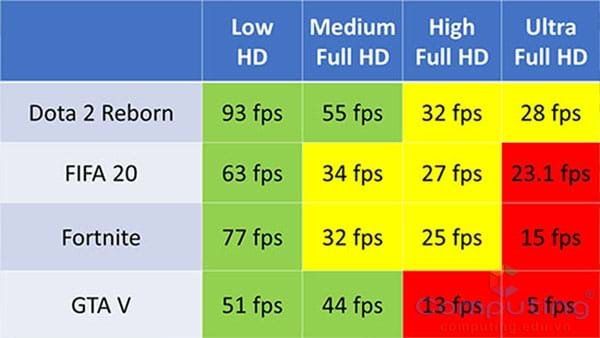 Low Medium High Ultra
HD Full HD Full HD Full HD
Dota 2 Reborn 93 fps 55 fps 32 fps 28 fps
FIFA 20 63 fps 34 fps 27 fps 23.1 fps
Fortnite 77 fps 32 fps 25 fps 15 fps
GTA V 51 fps 44 fps 13 fps 5 fps
Computing
computing.edu.vn